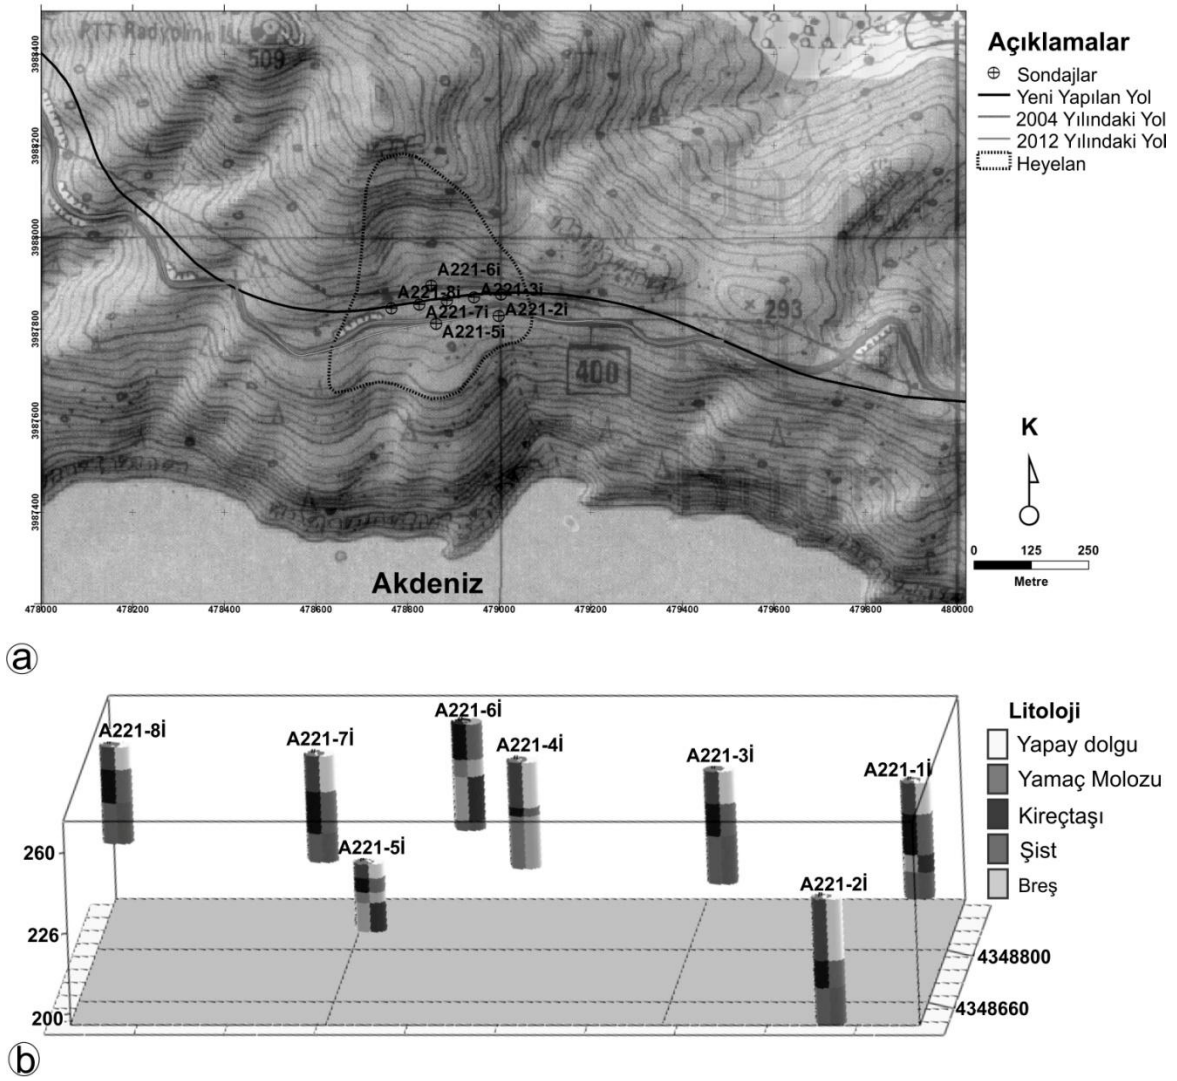 PTT Radyolink İst.
509
Açıklamalar
Sondajlar
Yeni Yapılan Yol
2004 Yılındaki Yol
2012 Yılındaki Yol
Heyelan
3988400
3988200
3988000
3987800
3987600
3987400
A221-6i
A221-8i
A221-3i
A221-7i
A221-2i
A221-5i
293
400
K
0 125 250
Metre
Akdeniz
478000 478200 478400 478600 478800 479000 479200 479400 479600 479800 480000
a
A221-8İ
A221-7İ
A221-6İ
A221-4İ
A221-3İ
A221-1İ
A221-5İ
A221-2İ
260
226
200
4348800
4348660
Litoloji
Yapay dolgu
Yamaç Molozu
Kireçtaşı
Şist
Breş
b